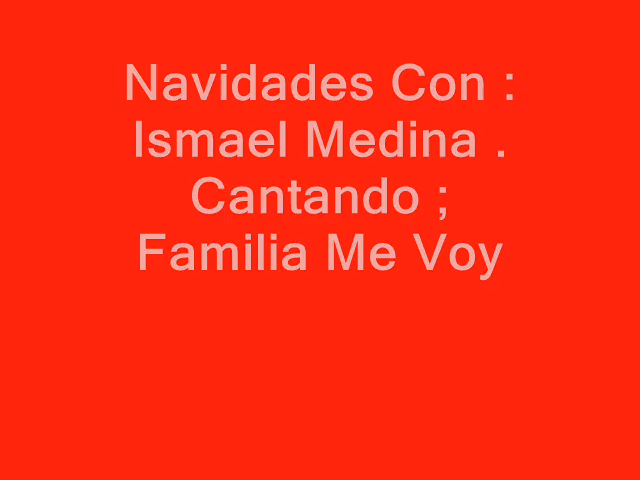 Navidades Con :
Ismael Medina .
Cantando ;
Familia Me Voy